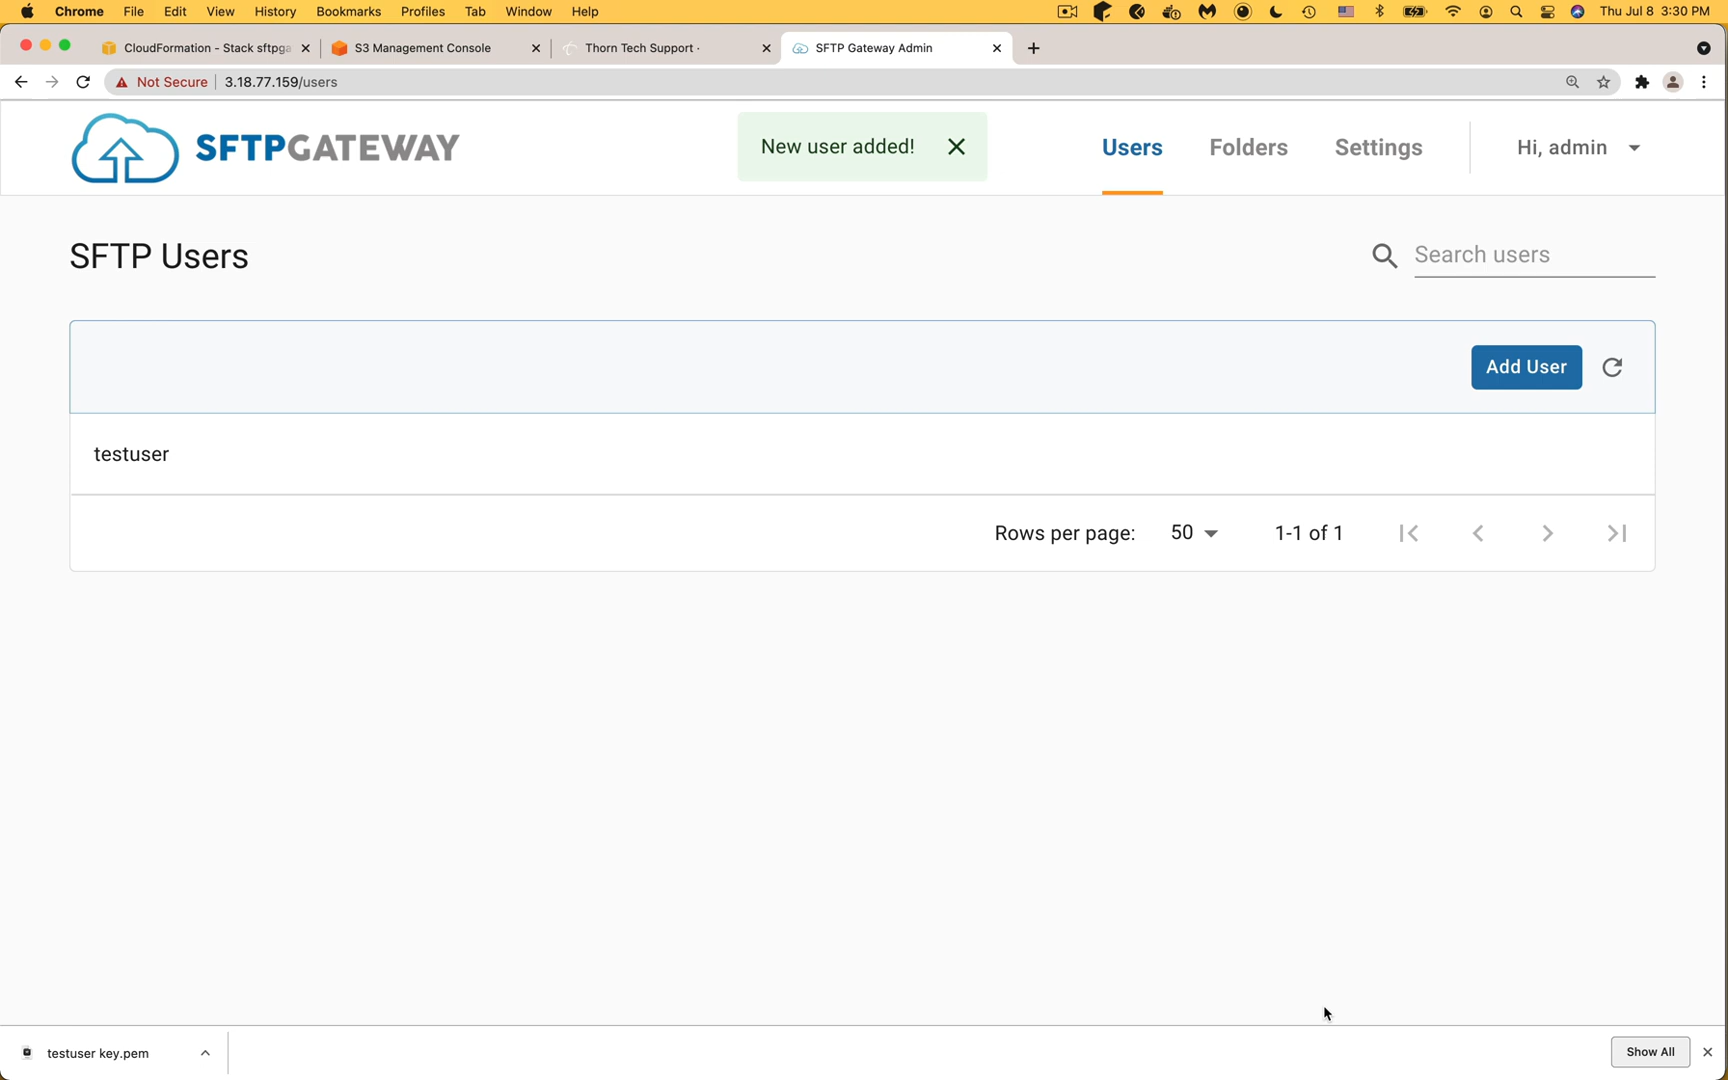 Chrome File Edit View History Bookmarks Profiles Tab Window Help Thu Jul 8 3:30 PM
CloudFormation - Stack sftpga S3 Management Console Thorn Tech Support · SFTP Gateway Admin
Not Secure 3.18.77.159/users
SFTPGATEWAY New user added! Users Folders Settings Hi, admin
SFTP Users Search users
Add User
testuser
Rows per page: 50 1-1 of 1
testuser key.pem Show All